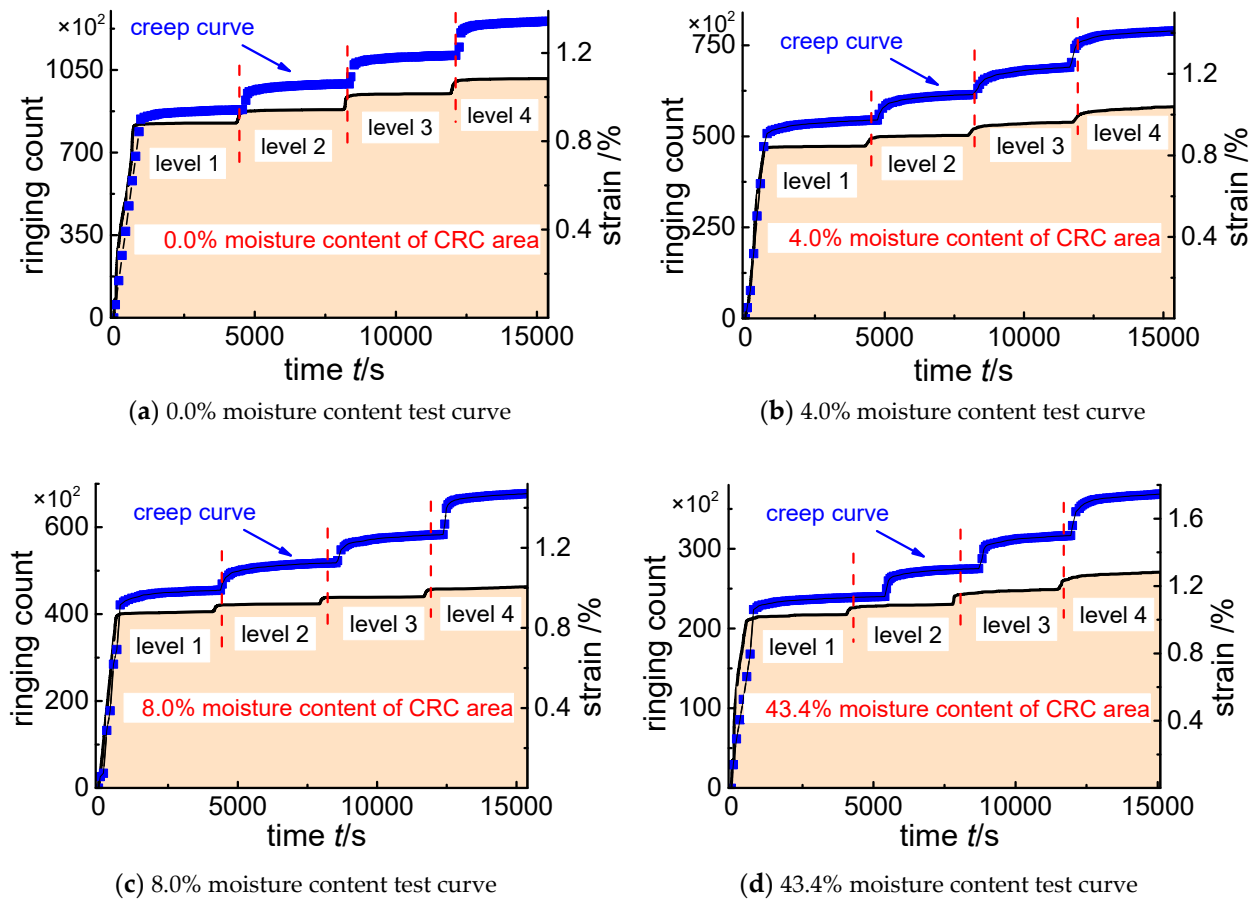 ×10²
creep curve
1050
700
350
0
ringing count
level 1
level 2
level 3
level 4
0.0% moisture content of CRC area
1.2
0.8
0.4
strain /%
0
5000
10000
15000
time t/s
(a) 0.0% moisture content test curve
×10²
creep curve
750
500
250
0
ringing count
level 1
level 2
level 3
level 4
4.0% moisture content of CRC area
1.2
0.8
0.4
strain /%
0
5000
10000
15000
time t/s
(b) 4.0% moisture content test curve
×10²
creep curve
600
400
200
0
ringing count
level 1
level 2
level 3
level 4
8.0% moisture content of CRC area
1.2
0.8
0.4
strain /%
0
5000
10000
15000
time t/s
(c) 8.0% moisture content test curve
×10²
creep curve
300
200
100
0
ringing count
level 1
level 2
level 3
level 4
43.4% moisture content of CRC area
1.6
1.2
0.8
0.4
strain /%
0
5000
10000
15000
time t/s
(d) 43.4% moisture content test curve